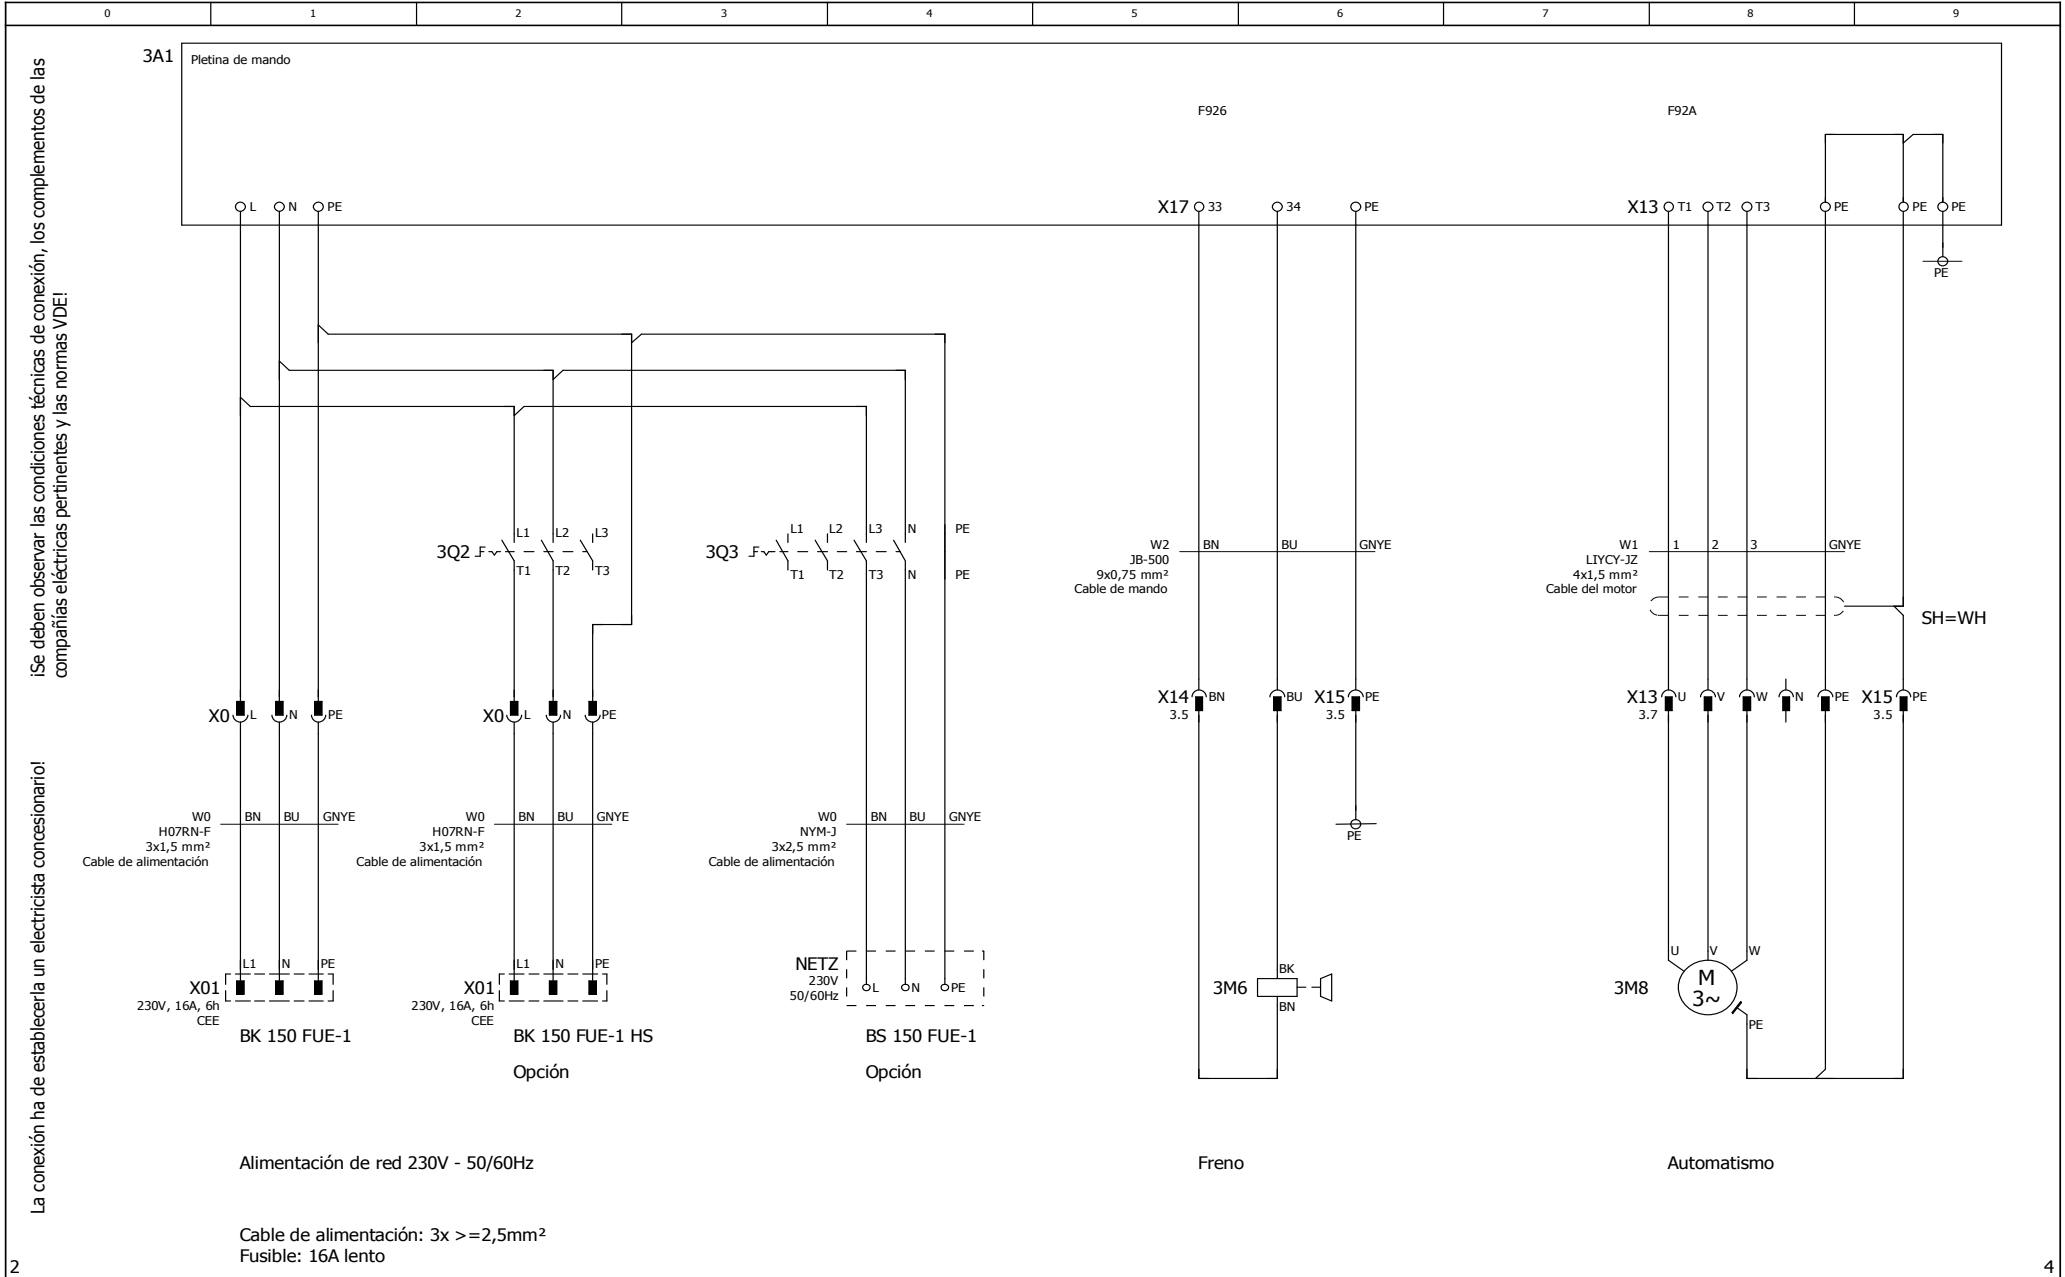 0 1 2 3 4 5 6 7 8 9
¡Se deben observar las condiciones técnicas de conexión, los complementos de las
compañías eléctricas pertinentes y las normas VDE!
La conexión ha de establecerla un electricista concesionario!
3A1 Pletina de mando
F926 F92A
L N PE X17 33 34 PE X13 T1 T2 T3 PE PE PE
PE
L1 L2 L3 L1 L2 L3 N PE
3Q2 3Q3
T1 T2 T3 T1 T2 T3 N PE
W2 BN BU GNYE
JB-500
9x0,75 mm²
Cable de mando
W1 1 2 3 GNYE
LIYCY-JZ
4x1,5 mm²
Cable del motor
SH=WH
X0 L N PE X0 L N PE
X14 BN BU X15 PE
3.5 3.5
X13 U V W N PE X15 PE
3.7 3.5
W0 BN BU GNYE
H07RN-F
3x1,5 mm²
Cable de alimentación
W0 BN BU GNYE
H07RN-F
3x1,5 mm²
Cable de alimentación
W0 BN BU GNYE
NYM-J
3x2,5 mm²
Cable de alimentación
PE
L1 N PE
X01
230V, 16A, 6h
CEE
BK 150 FUE-1
L1 N PE
X01
230V, 16A, 6h
CEE
BK 150 FUE-1 HS
Opción
NETZ
230V
50/60Hz
L N PE
BS 150 FUE-1
Opción
BK
3M6
BN
U V W
3M8 M
3~
PE
Alimentación de red 230V - 50/60Hz
Freno
Automatismo
Cable de alimentación: 3x >=2,5mm²
Fusible: 16A lento
2 4